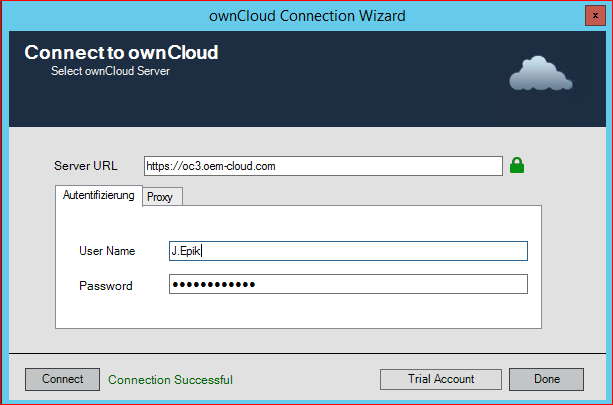 ownCloud Connection Wizard
x
Connect to ownCloud
Select ownCloud Server
Server URL https://oc3.oem-cloud.com
Autentifizierung Proxy
User Name J.Epik
Password ●●●●●●●●●●●●
Connect Connection Successful Trial Account Done